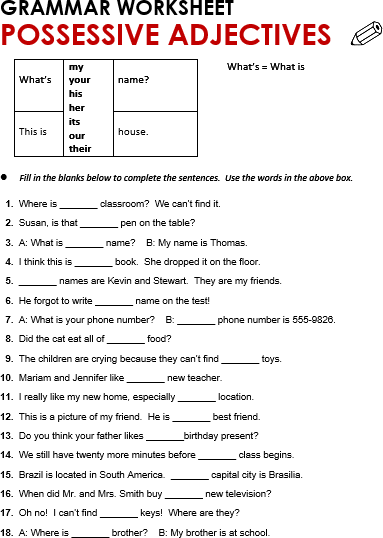 GRAMMAR WORKSHEET
POSSESSIVE ADJECTIVES
What's = What is
What's my name?
your
his
her
its
This is our house.
their
● Fill in the blanks below to complete the sentences. Use the words in the above box.
1. Where is _______ classroom? We can't find it.
2. Susan, is that _______ pen on the table?
3. A: What is _______ name? B: My name is Thomas.
4. I think this is _______ book. She dropped it on the floor.
5. _______ names are Kevin and Stewart. They are my friends.
6. He forgot to write _______ name on the test!
7. A: What is your phone number? B: _______ phone number is 555-9826.
8. Did the cat eat all of _______ food?
9. The children are crying because they can't find _______ toys.
10. Mariam and Jennifer like _______ new teacher.
11. I really like my new home, especially _______ location.
12. This is a picture of my friend. He is _______ best friend.
13. Do you think your father likes _______birthday present?
14. We still have twenty more minutes before _______ class begins.
15. Brazil is located in South America. _______ capital city is Brasilia.
16. When did Mr. and Mrs. Smith buy _______ new television?
17. Oh no! I can't find _______ keys! Where are they?
18. A: Where is _______ brother? B: My brother is at school.